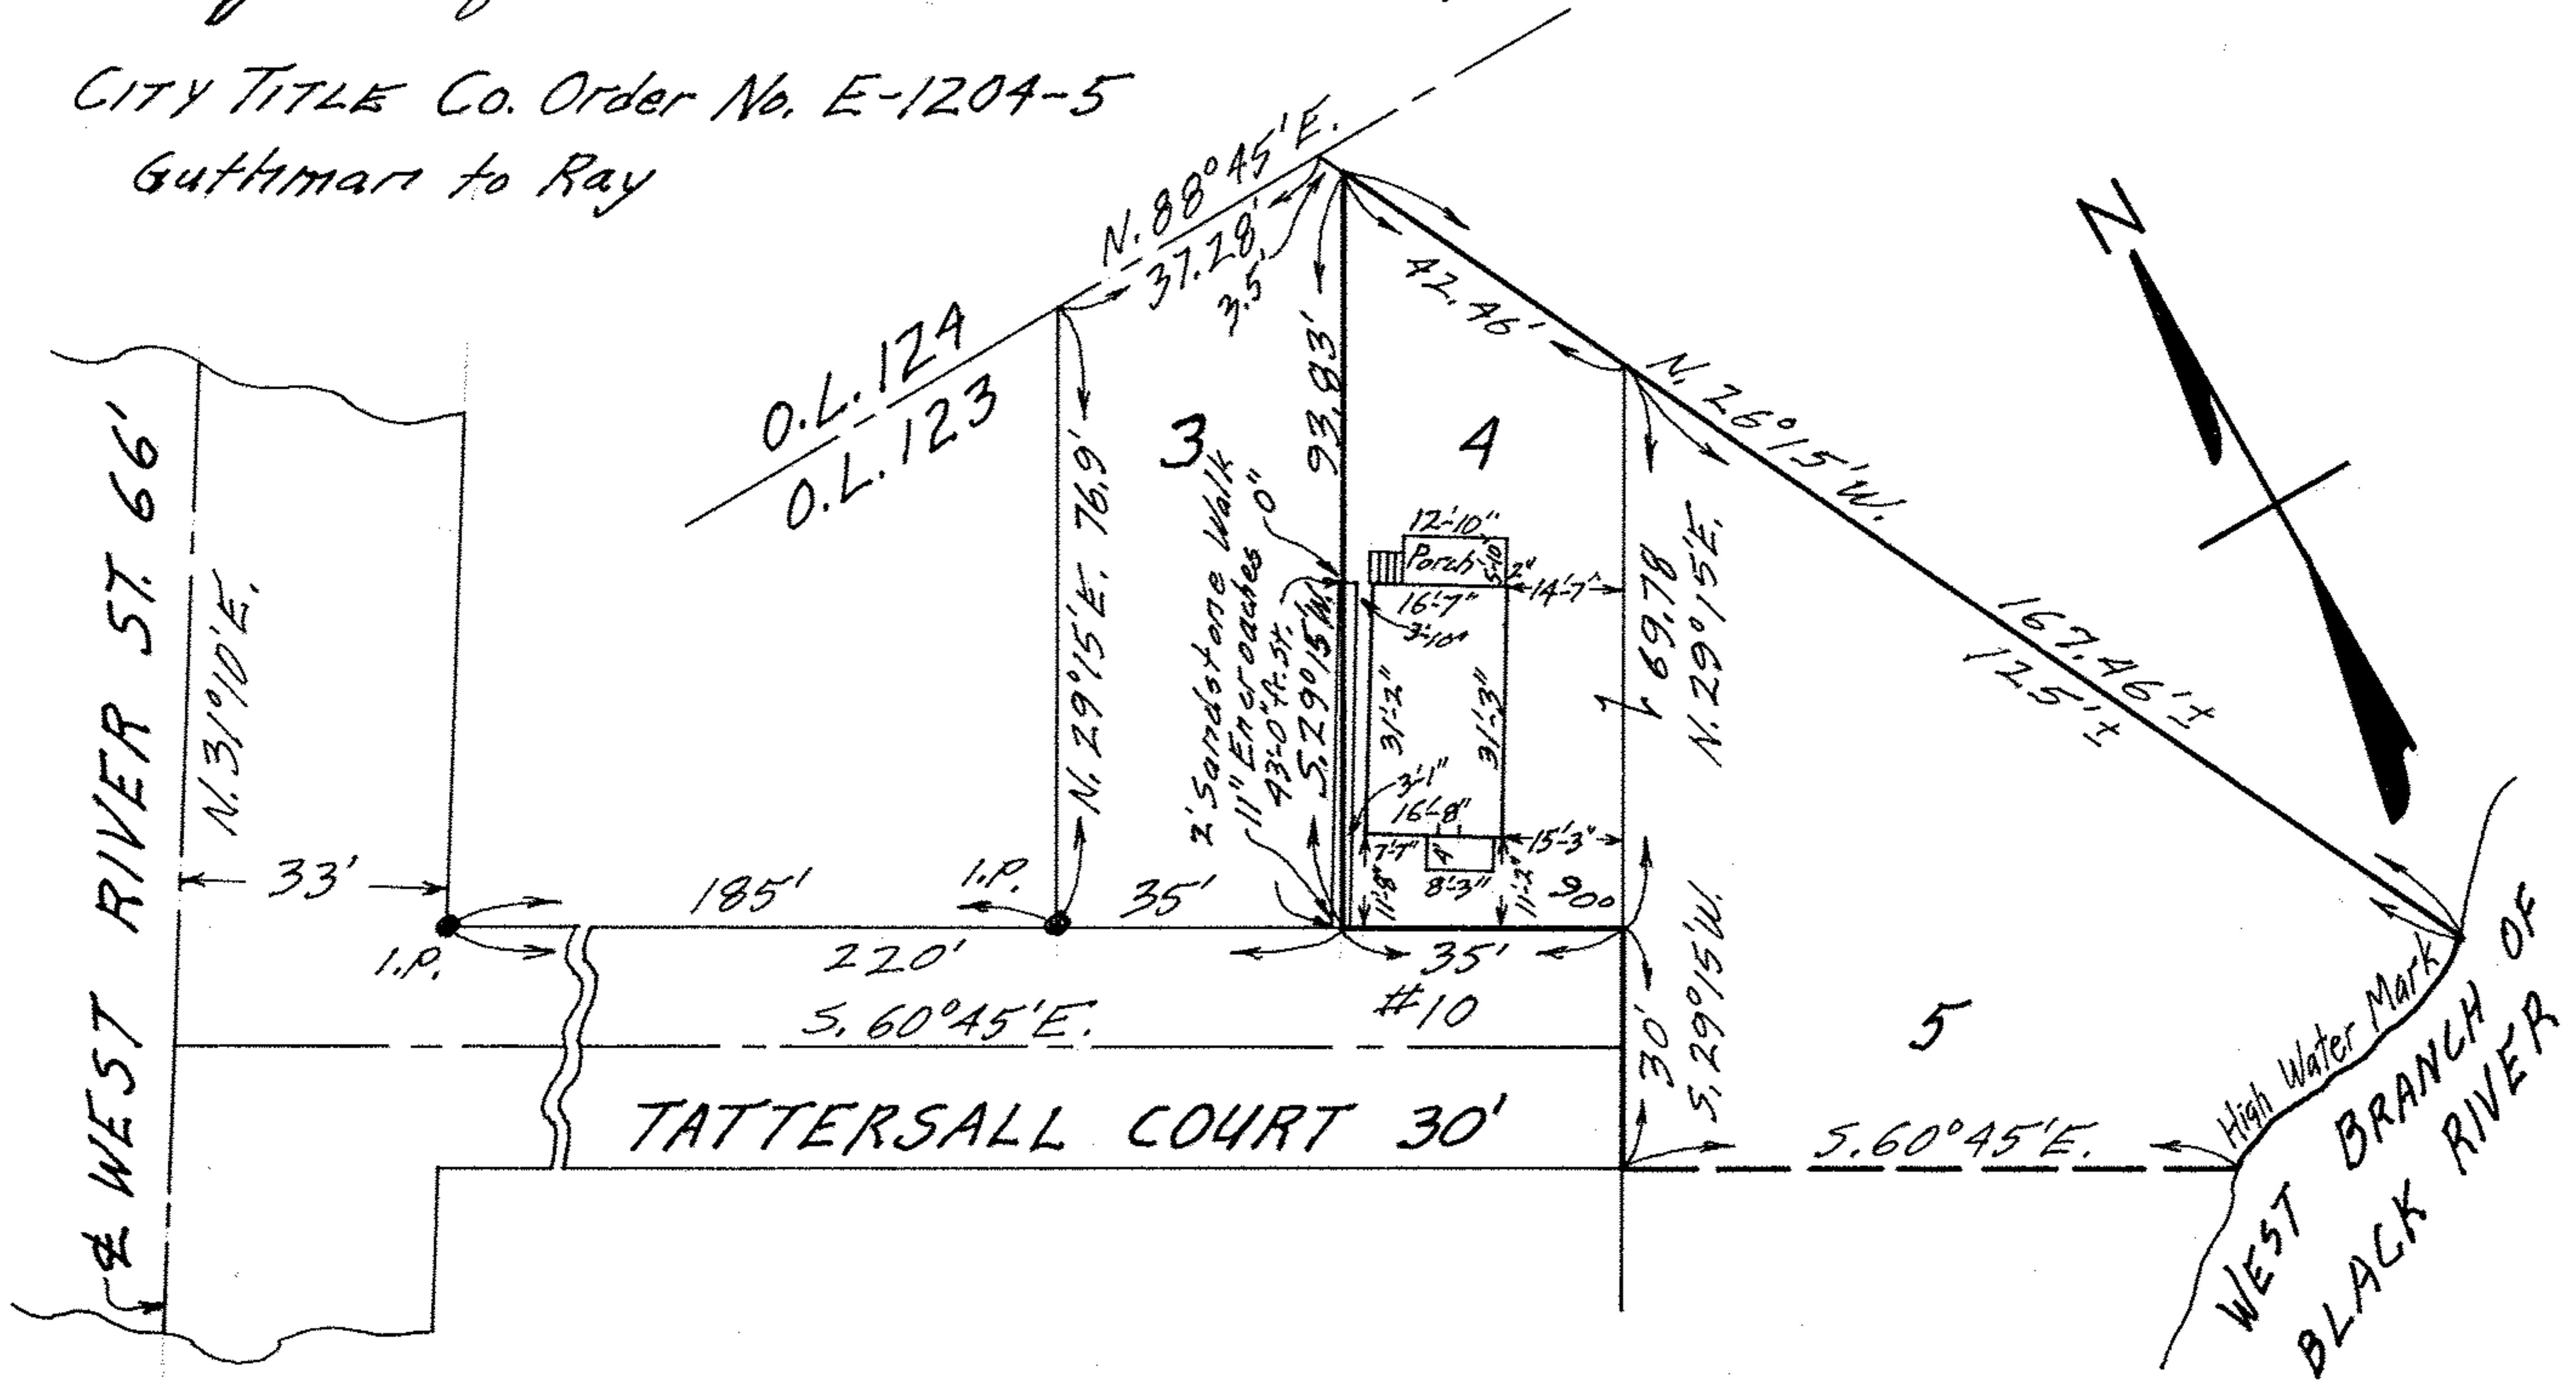 CITY TITLE Co. Order No. E-1204-5
Guthman to Ray
N. 88°45'E.
37.28'
3.5'
42.46'
N
O.L. 124
O.L. 123
N. 29°15'E. 76.9'
3
93.83'
4
N. 26°15'W.
167.46'±
125'±
WEST RIVER ST. 66'
N. 31°10'E.
2' Sandstone Walk
11" Encroaches 0"
43'-0" ft. St.
S. 29°15'W.
12'-10"
Porch
5'-10"
2"
14'-7"
16'-7"
3'-10"
31'-2"
31'-3"
3'-1"
16'-8"
15'-3"
7'-7"
4'
8'-3"
11'-8"
11'-2"
90°
69.78
N. 29°15'E.
33'
I.P.
185'
I.P.
35'
220'
35'
#10
S. 60°45'E.
30'
S. 29°15'W.
5
TATTERSALL COURT 30'
S. 60°45'E.
High Water Mark
WEST BRANCH OF
BLACK RIVER